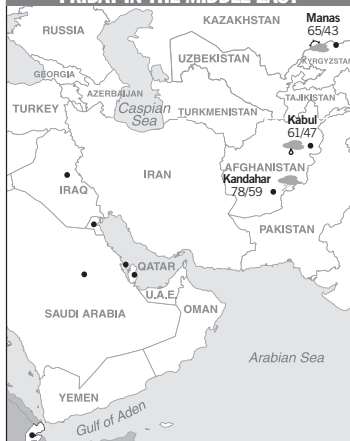 FRIDAY IN THE MIDDLE EAST
KAZAKHSTAN
Manas
65/43
RUSSIA
UZBEKISTAN
KYRGYZSTAN
GEORGIA
AZERBAIJAN
TAJIKISTAN
TURKEY
Caspian
Sea
TURKMENISTAN
Kabul
61/47
IRAN
AFGHANISTAN
Kandahar
78/59
IRAQ
PAKISTAN
QATAR
U.A.E.
OMAN
SAUDI ARABIA
Arabian Sea
YEMEN
Gulf of Aden